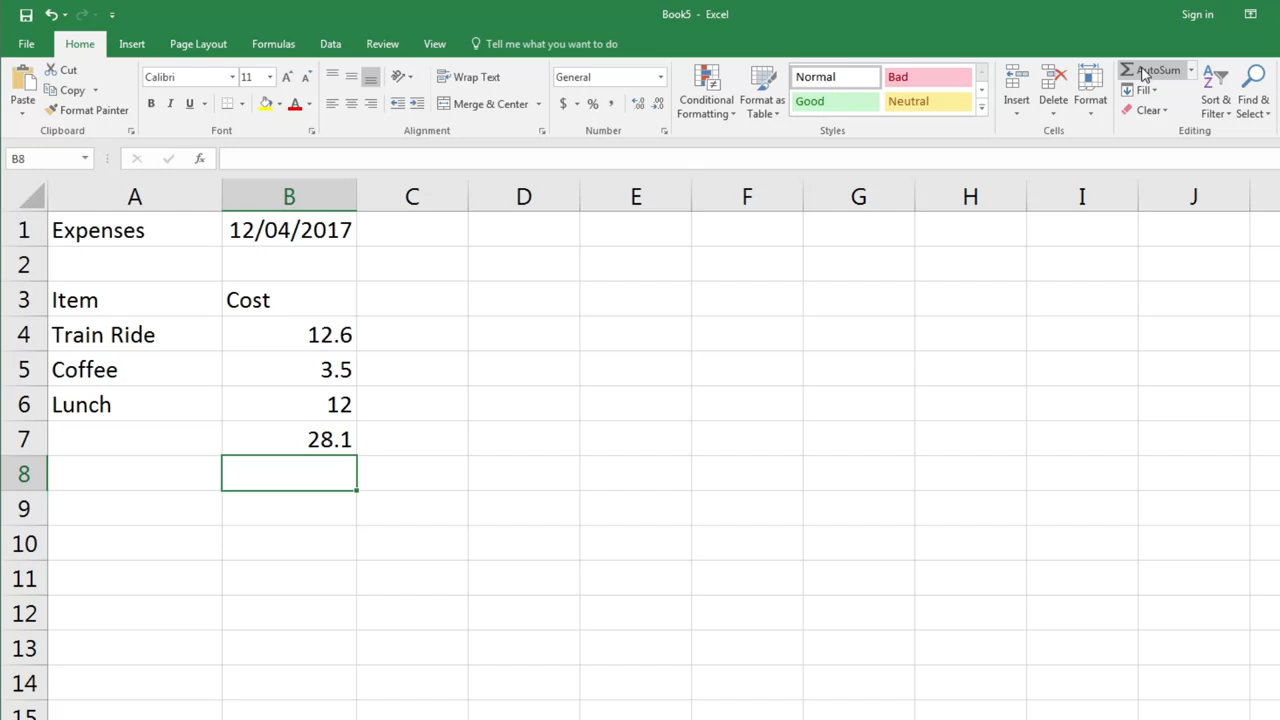 Book5 - Excel
Sign in
File Home Insert Page Layout Formulas Data Review View Tell me what you want to do
Paste
Cut
Copy
Format Painter
Clipboard
Calibri 11
B I U
Font
Wrap Text
Merge & Center
Alignment
General
$ % ,
Number
Conditional Formatting
Format as Table
Normal Bad
Good Neutral
Styles
Insert Delete Format
Cells
AutoSum
Fill
Clear
Sort & Filter
Find & Select
Editing
B8 fx
A B C D E F G H I J
1 Expenses 12/04/2017
2
3 Item Cost
4 Train Ride 12.6
5 Coffee 3.5
6 Lunch 12
7 28.1
8
9
10
11
12
13
14
15